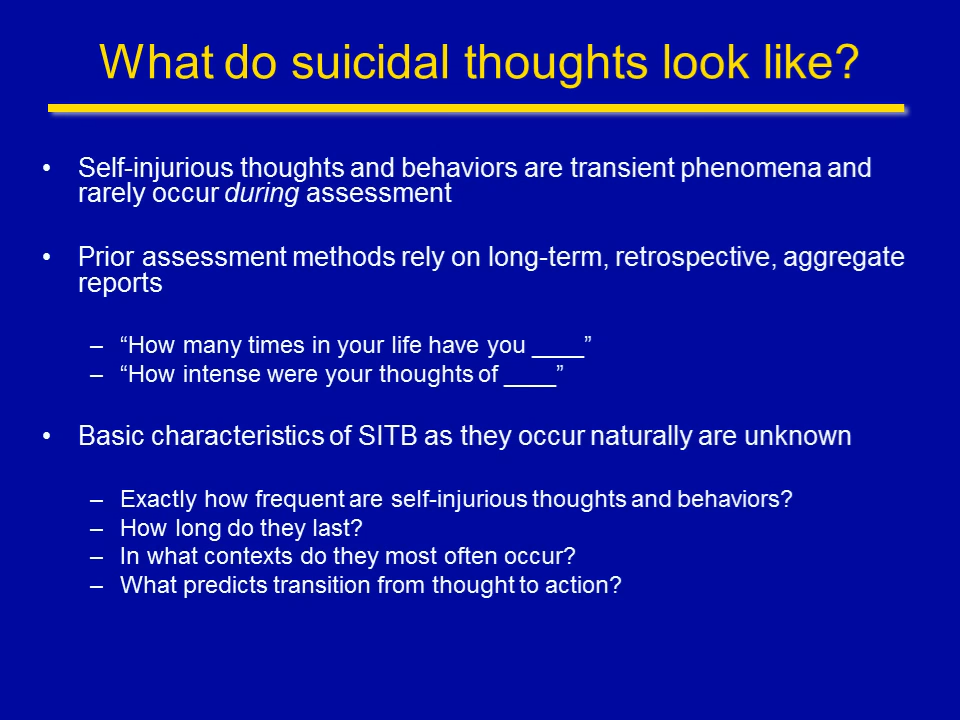 What do suicidal thoughts look like?
• Self-injurious thoughts and behaviors are transient phenomena and
rarely occur during assessment
• Prior assessment methods rely on long-term, retrospective, aggregate
reports
– “How many times in your life have you ____”
– “How intense were your thoughts of ____”
• Basic characteristics of SITB as they occur naturally are unknown
– Exactly how frequent are self-injurious thoughts and behaviors?
– How long do they last?
– In what contexts do they most often occur?
– What predicts transition from thought to action?